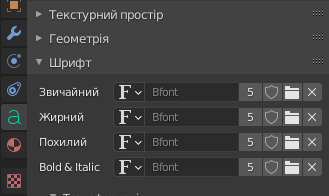 Текстурний простір
Геометрія
Шрифт
Звичайний F Bfont 5
Жирний F Bfont 5
Похилий F Bfont 5
Bold & Italic F Bfont 5